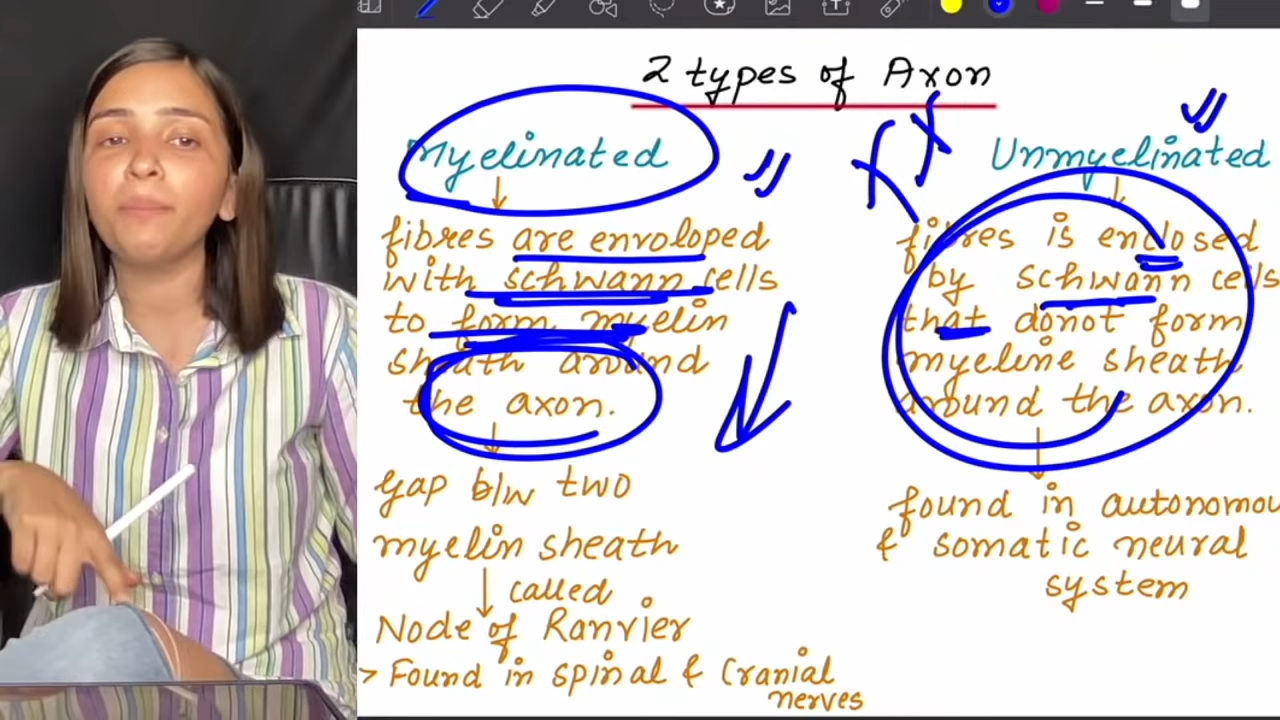 2 types of Axon
Myelinated
fibres are enveloped
with schwann cells
to form myelin
sheath around
the axon.
Gap b/w two
myelin sheath
called
Node of Ranvier
> Found in spinal & Cranial
nerves
Unmyelinated
fibres is enclosed
by schwann cells
that donot form
myeline sheath
around the axon.
found in autonomou
& somatic neural
system